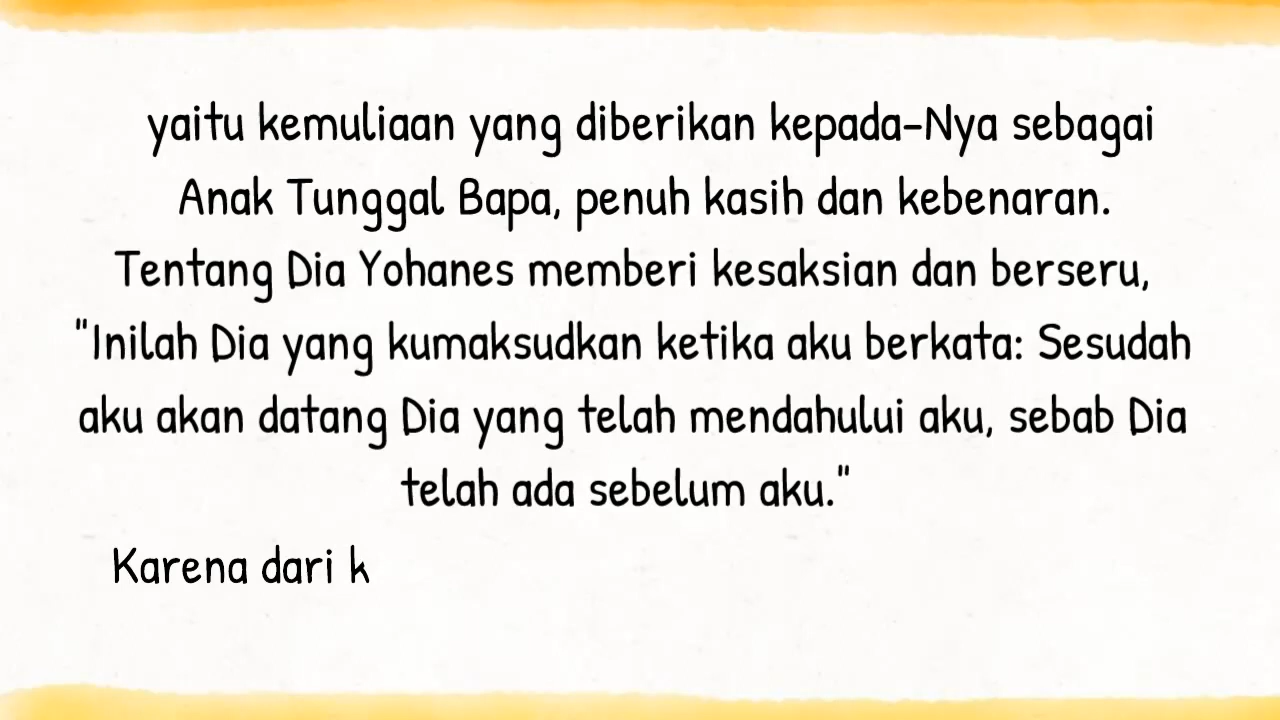 yaitu kemuliaan yang diberikan kepada-Nya sebagai
Anak Tunggal Bapa, penuh kasih dan kebenaran.
Tentang Dia Yohanes memberi kesaksian dan berseru,
"Inilah Dia yang kumaksudkan ketika aku berkata: Sesudah
aku akan datang Dia yang telah mendahului aku, sebab Dia
telah ada sebelum aku."
Karena dari k